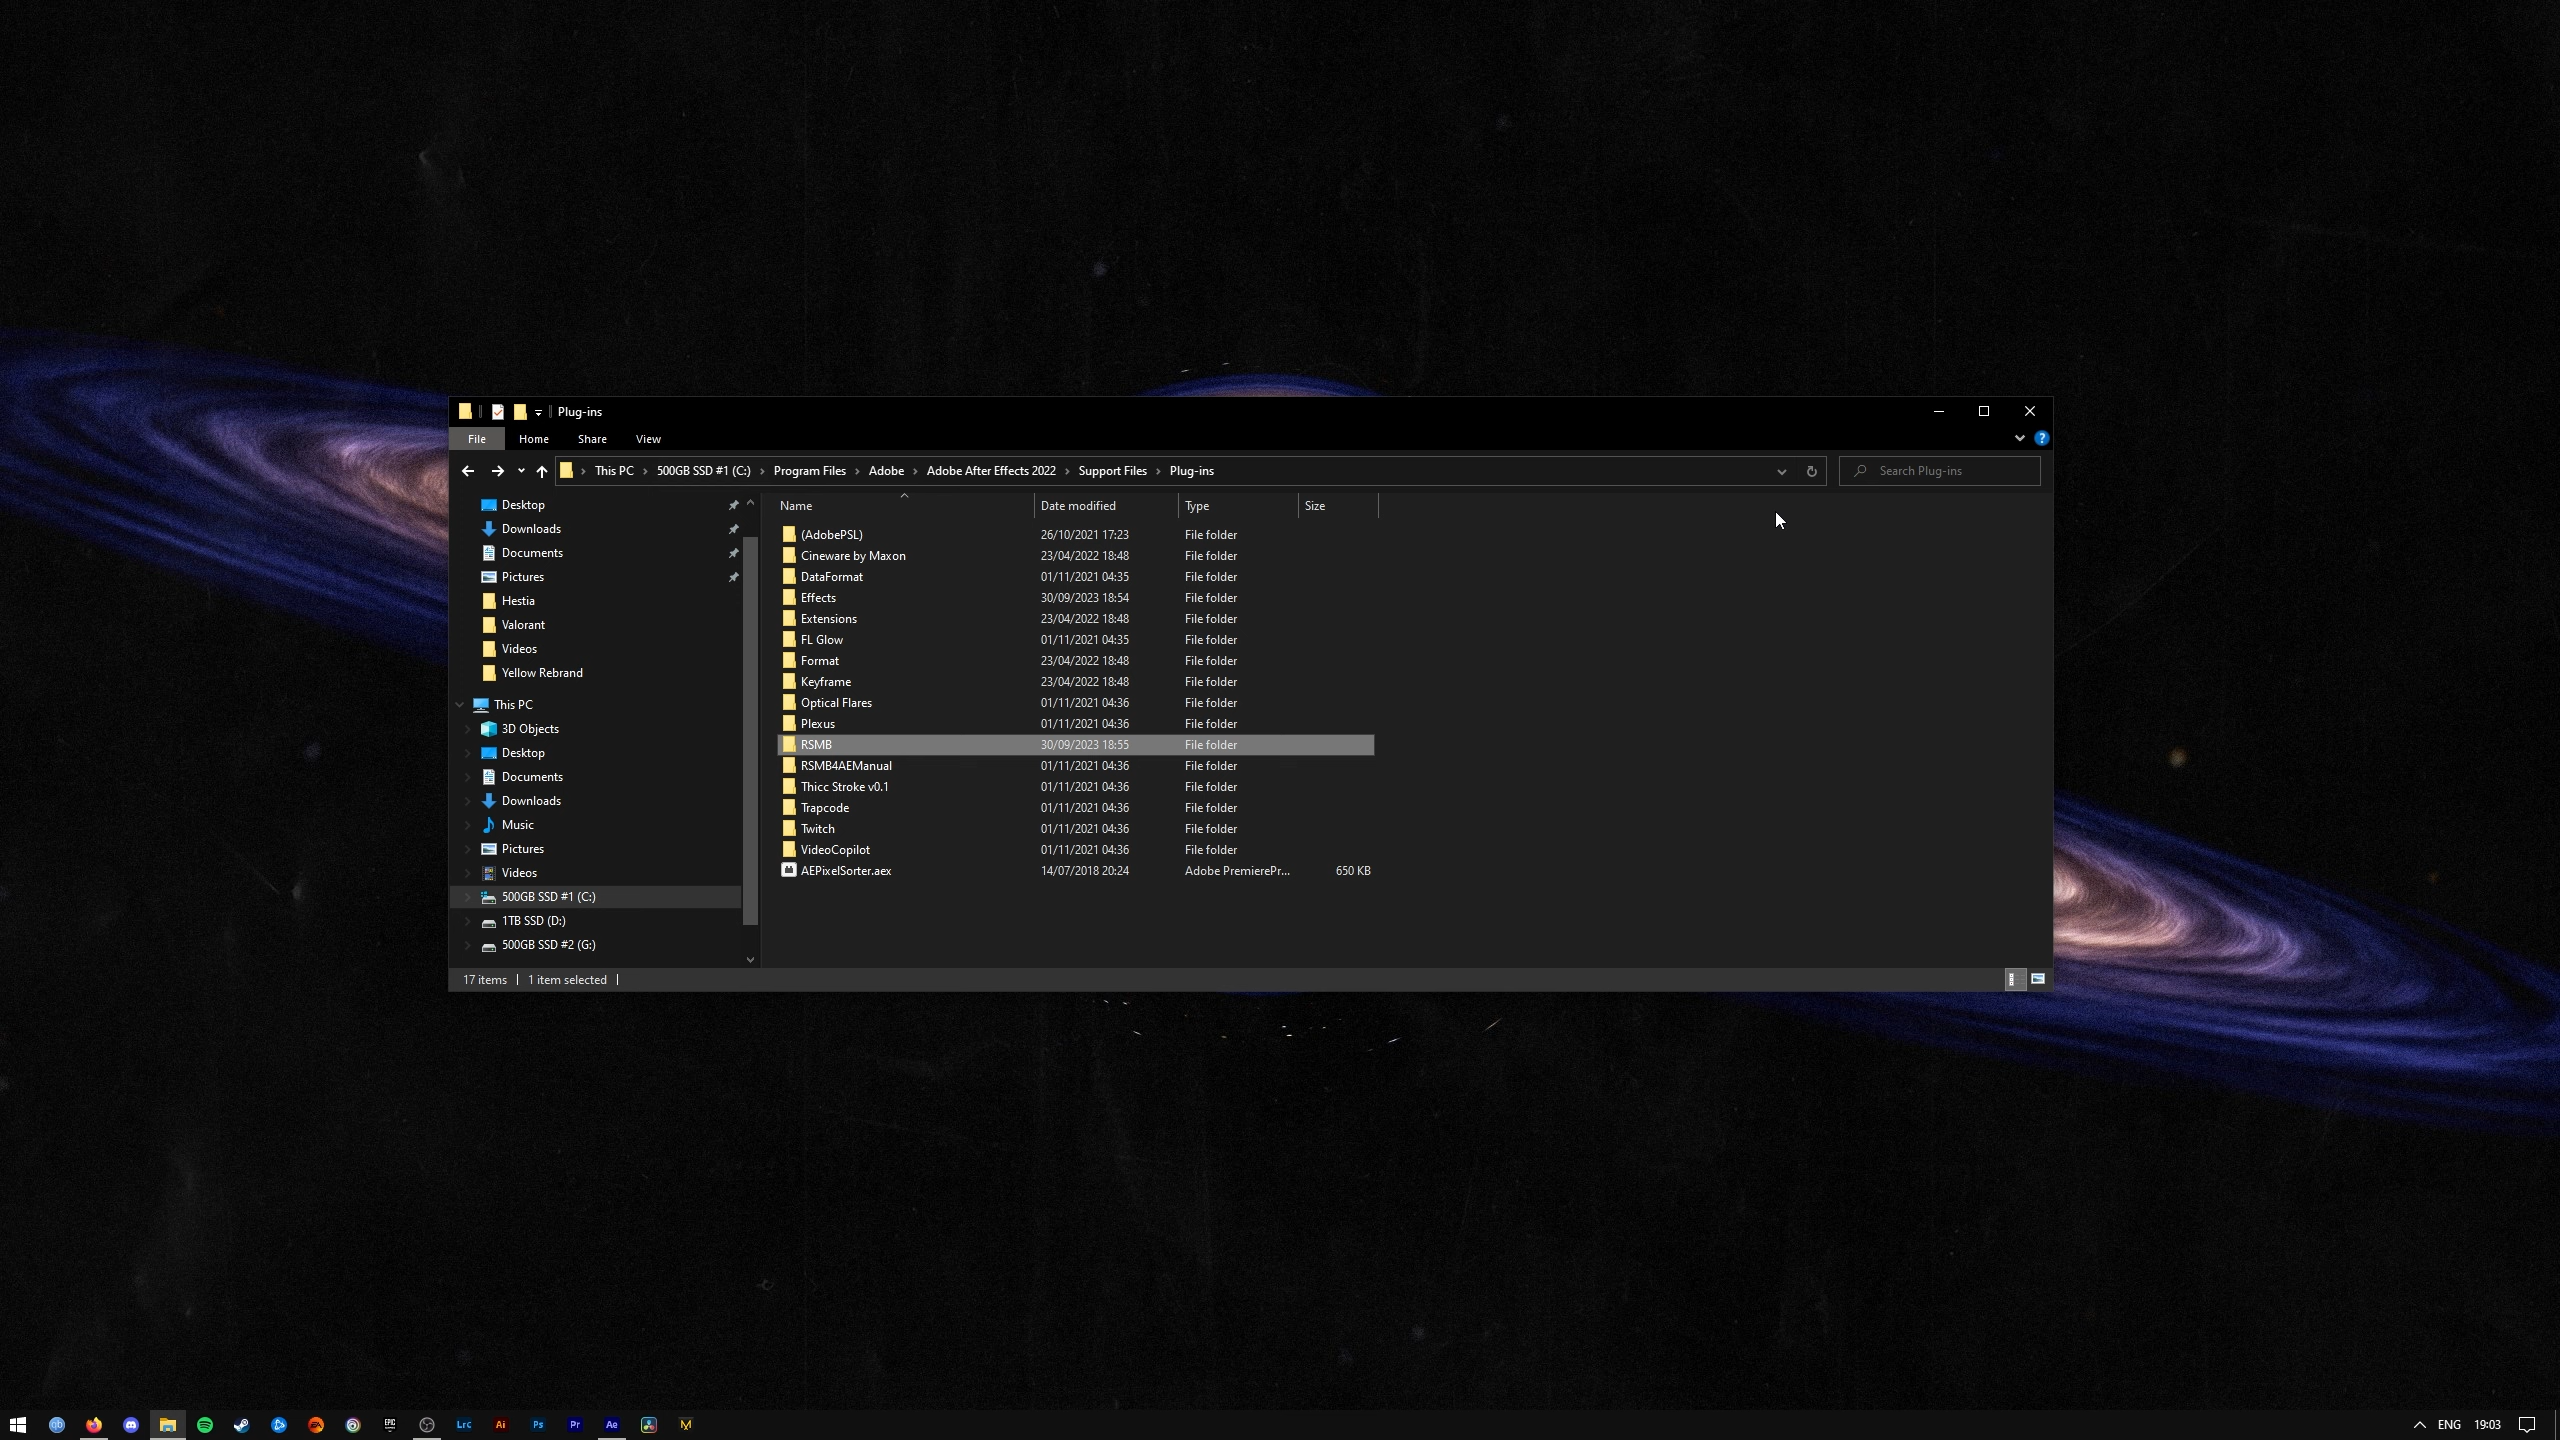 Plug-ins
File Home Share View
This PC 500GB SSD #1 (C:) Program Files Adobe Adobe After Effects 2022 Support Files Plug-ins Search Plug-ins
Desktop
Downloads
Documents
Pictures
Hestia
Valorant
Videos
Yellow Rebrand
This PC
3D Objects
Desktop
Documents
Downloads
Music
Pictures
Videos
500GB SSD #1 (C:)
1TB SSD (D:)
500GB SSD #2 (G:)
Name Date modified Type Size
(AdobePSL) 26/10/2021 17:23 File folder
Cineware by Maxon 23/04/2022 18:48 File folder
DataFormat 01/11/2021 04:35 File folder
Effects 30/09/2023 18:54 File folder
Extensions 23/04/2022 18:48 File folder
FL Glow 01/11/2021 04:35 File folder
Format 23/04/2022 18:48 File folder
Keyframe 23/04/2022 18:48 File folder
Optical Flares 01/11/2021 04:36 File folder
Plexus 01/11/2021 04:36 File folder
RSMB 30/09/2023 18:55 File folder
RSMB4AEManual 01/11/2021 04:36 File folder
Thicc Stroke v0.1 01/11/2021 04:36 File folder
Trapcode 01/11/2021 04:36 File folder
Twitch 01/11/2021 04:36 File folder
VideoCopilot 01/11/2021 04:36 File folder
AEPixelSorter.aex 14/07/2018 20:24 Adobe PremierePr... 650 KB
17 items 1 item selected
qb EA EPIC Lrc Ai Ps Pr Ae M ENG 19:03